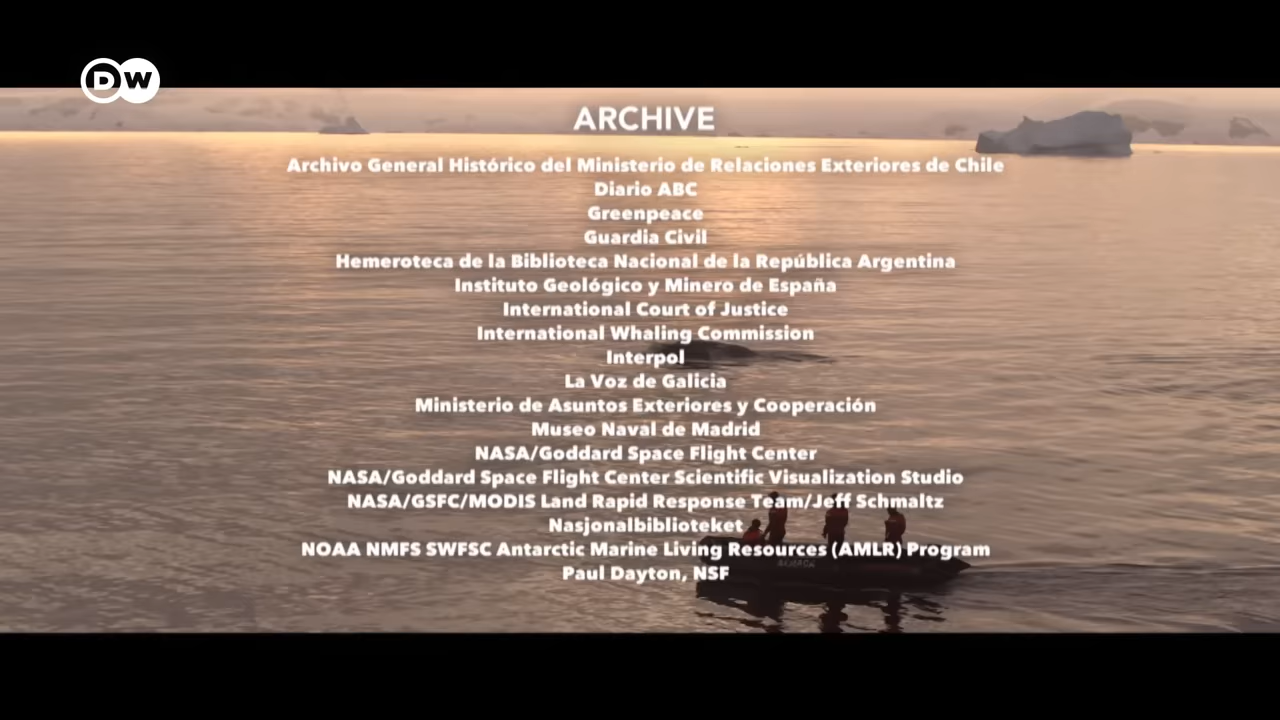 DW
ARCHIVE
Archivo General Histórico del Ministerio de Relaciones Exteriores de Chile
Diario ABC
Greenpeace
Guardia Civil
Hemeroteca de la Biblioteca Nacional de la República Argentina
Instituto Geológico y Minero de España
International Court of Justice
International Whaling Commission
Interpol
La Voz de Galicia
Ministerio de Asuntos Exteriores y Cooperación
Museo Naval de Madrid
NASA/Goddard Space Flight Center
NASA/Goddard Space Flight Center Scientific Visualization Studio
NASA/GSFC/MODIS Land Rapid Response Team/Jeff Schmaltz
Nasjonalbiblioteket
NOAA NMFS SWFSC Antarctic Marine Living Resources (AMLR) Program
Paul Dayton, NSF